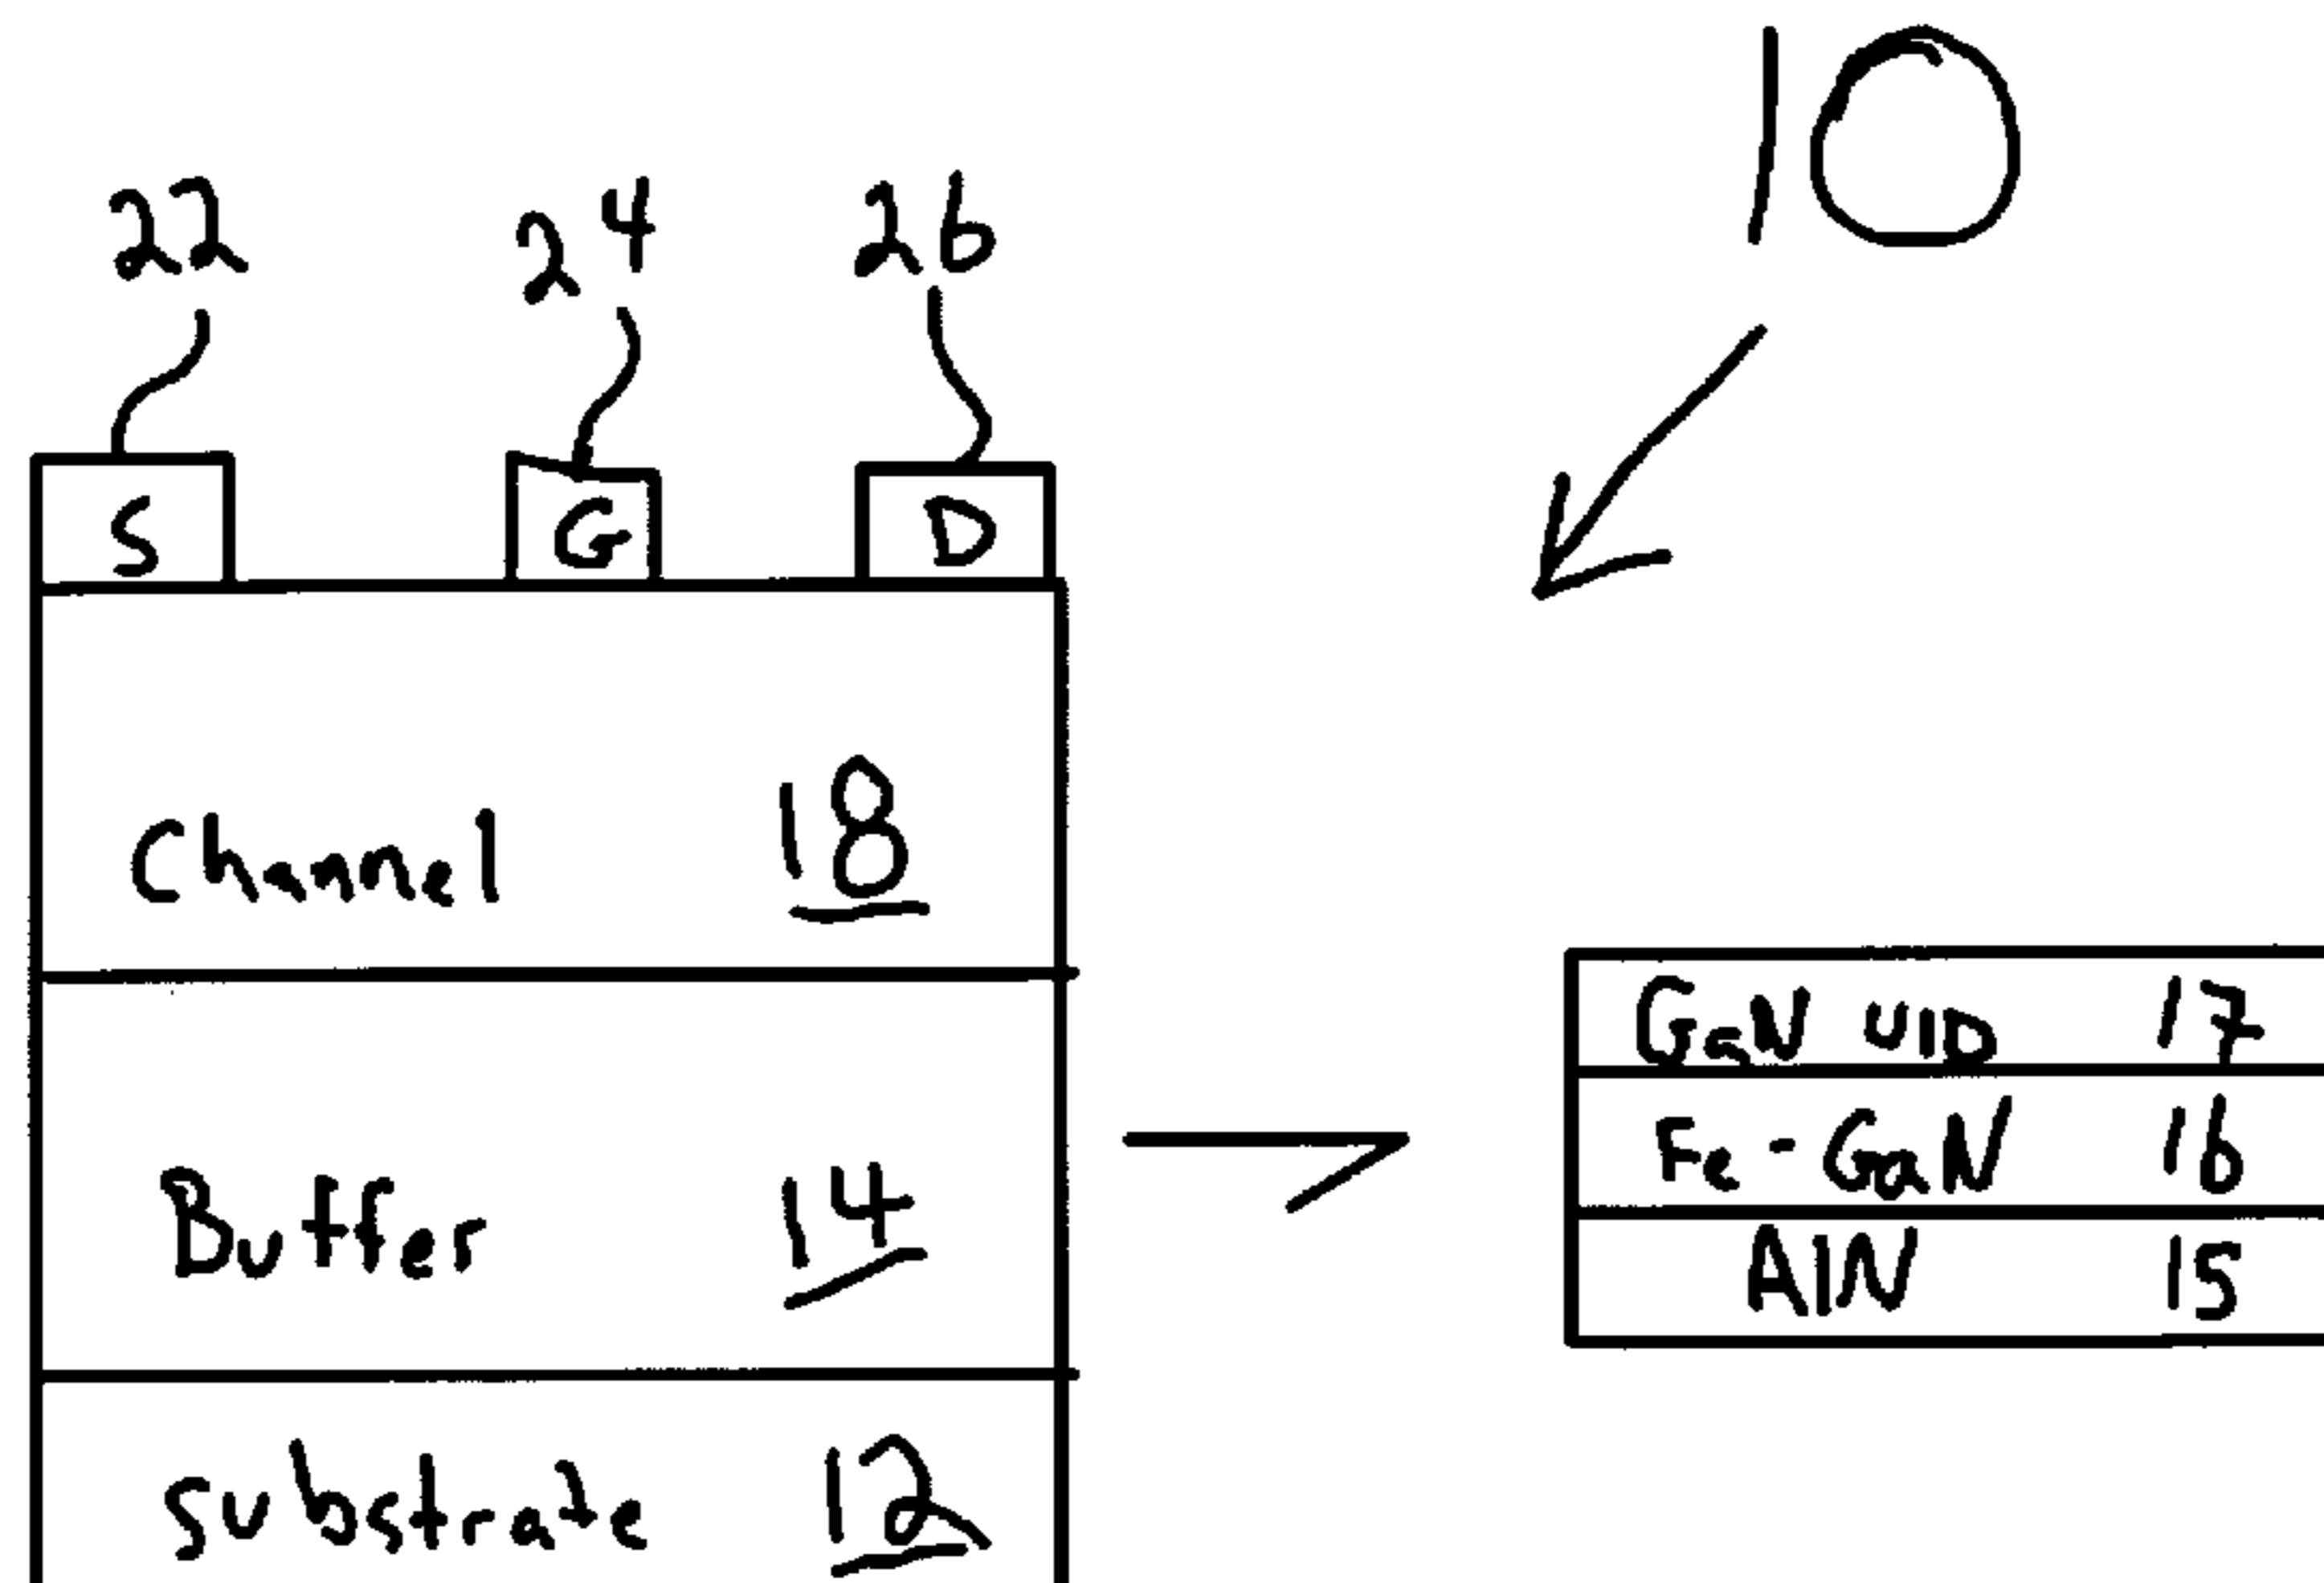 10
22 24 26
S G D
Channel 18
GaN UID 17
Fe-GaN 16
Buffer 14
AlN 15
Substrate 12